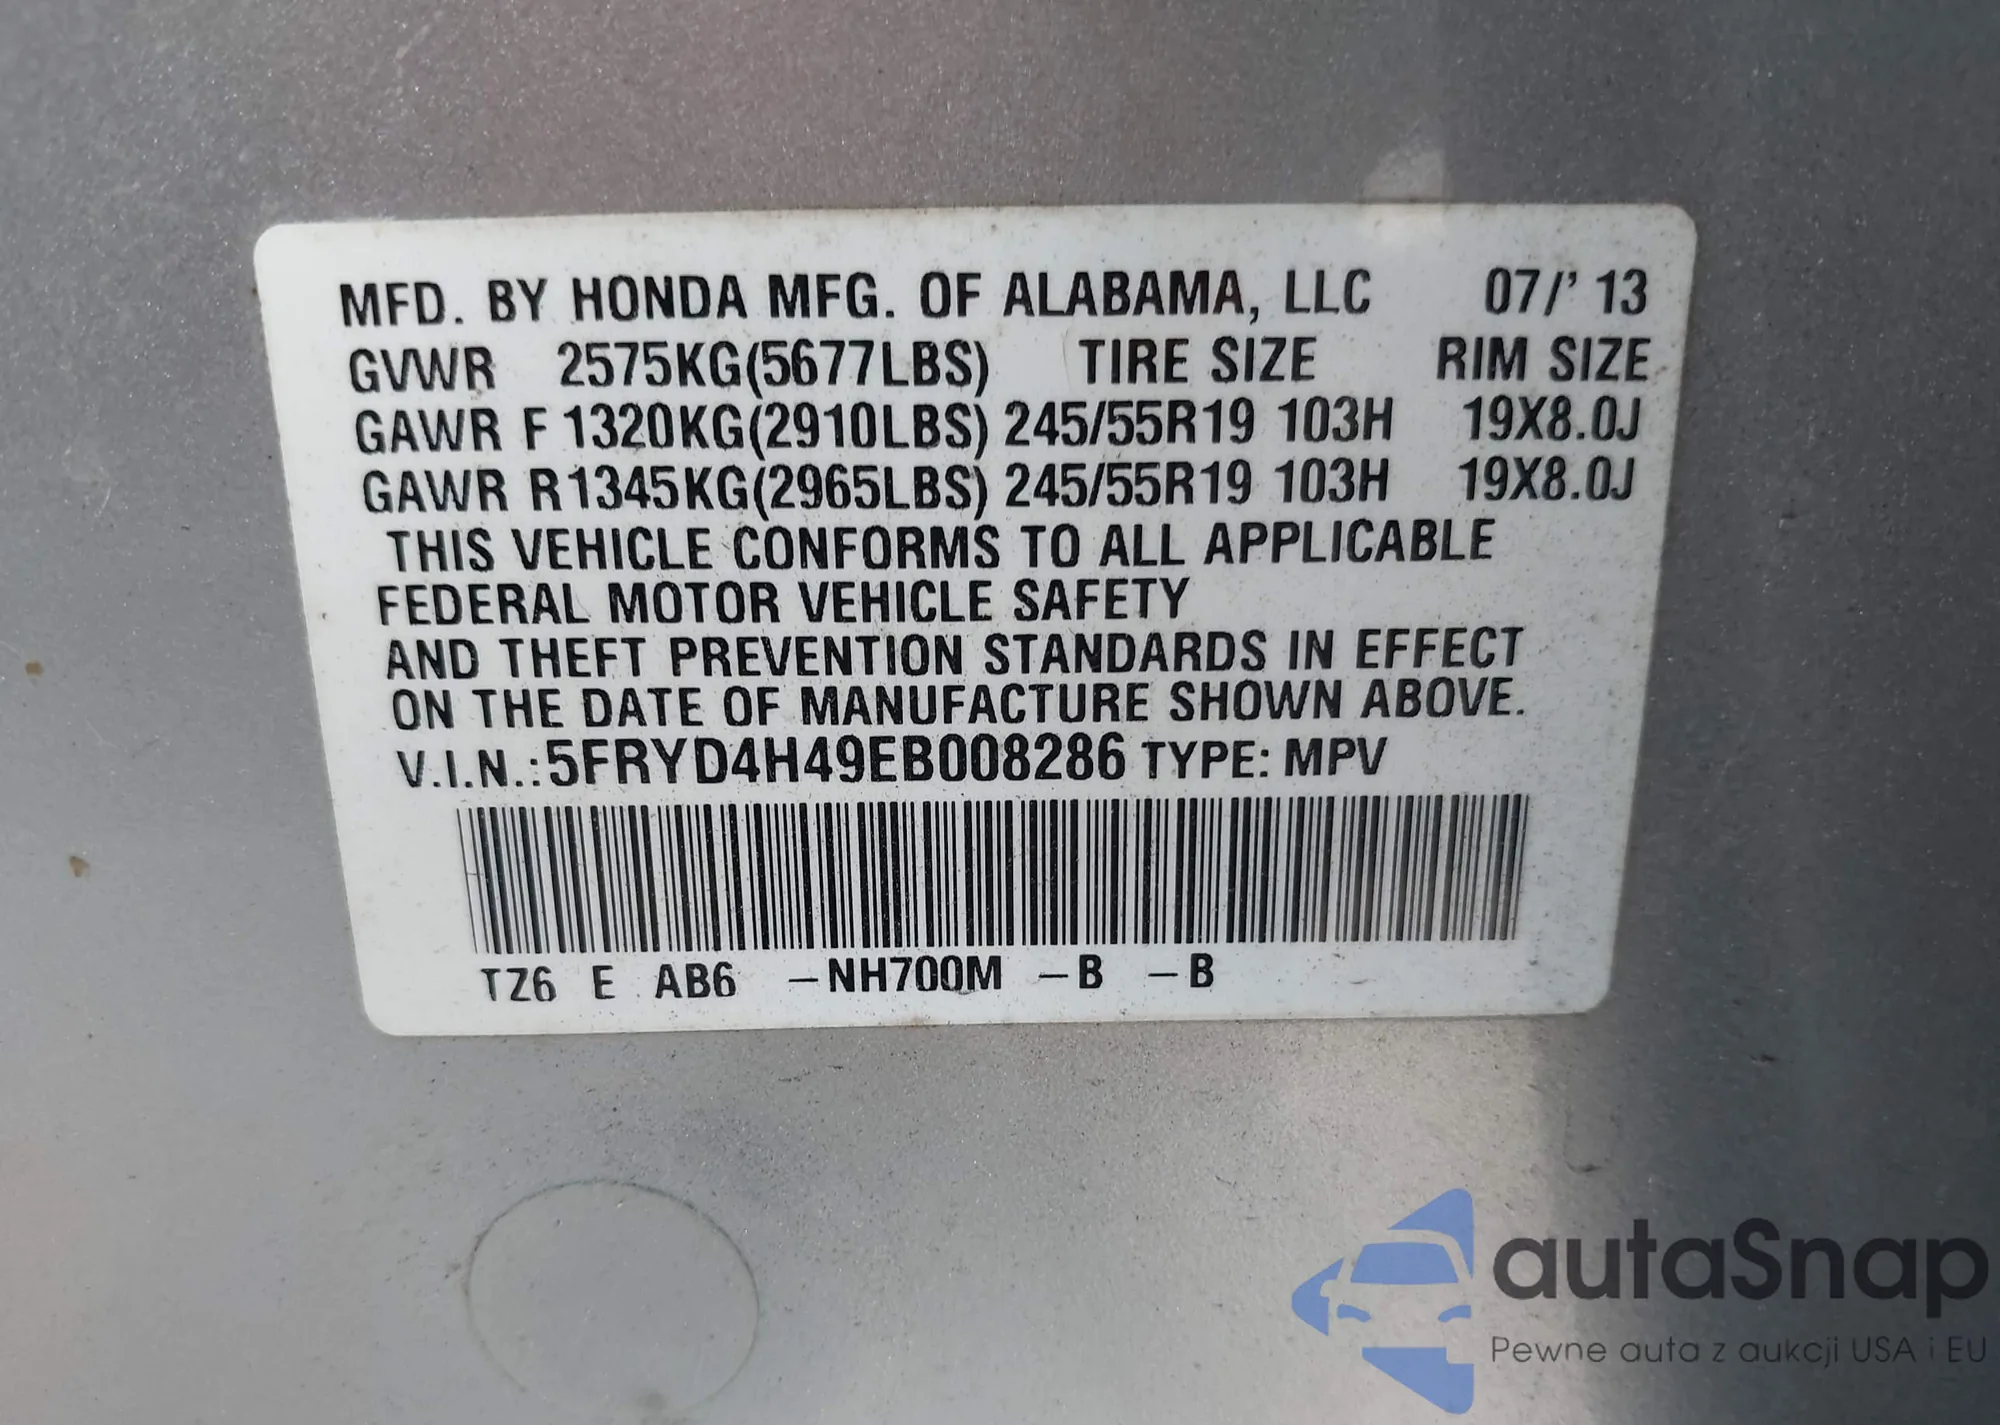 MFD. BY HONDA MFG. OF ALABAMA, LLC 07/' 13
GVWR 2575KG(5677LBS) TIRE SIZE RIM SIZE
GAWR F 1320KG(2910LBS) 245/55R19 103H 19X8.0J
GAWR R1345KG(2965LBS) 245/55R19 103H 19X8.0J
THIS VEHICLE CONFORMS TO ALL APPLICABLE
FEDERAL MOTOR VEHICLE SAFETY
AND THEFT PREVENTION STANDARDS IN EFFECT
ON THE DATE OF MANUFACTURE SHOWN ABOVE.
V.I.N.:5FRYD4H49EB008286 TYPE: MPV
TZ6 E AB6 –NH700M –B –B –
autaSnap
Pewne auta z aukcji USA i EU